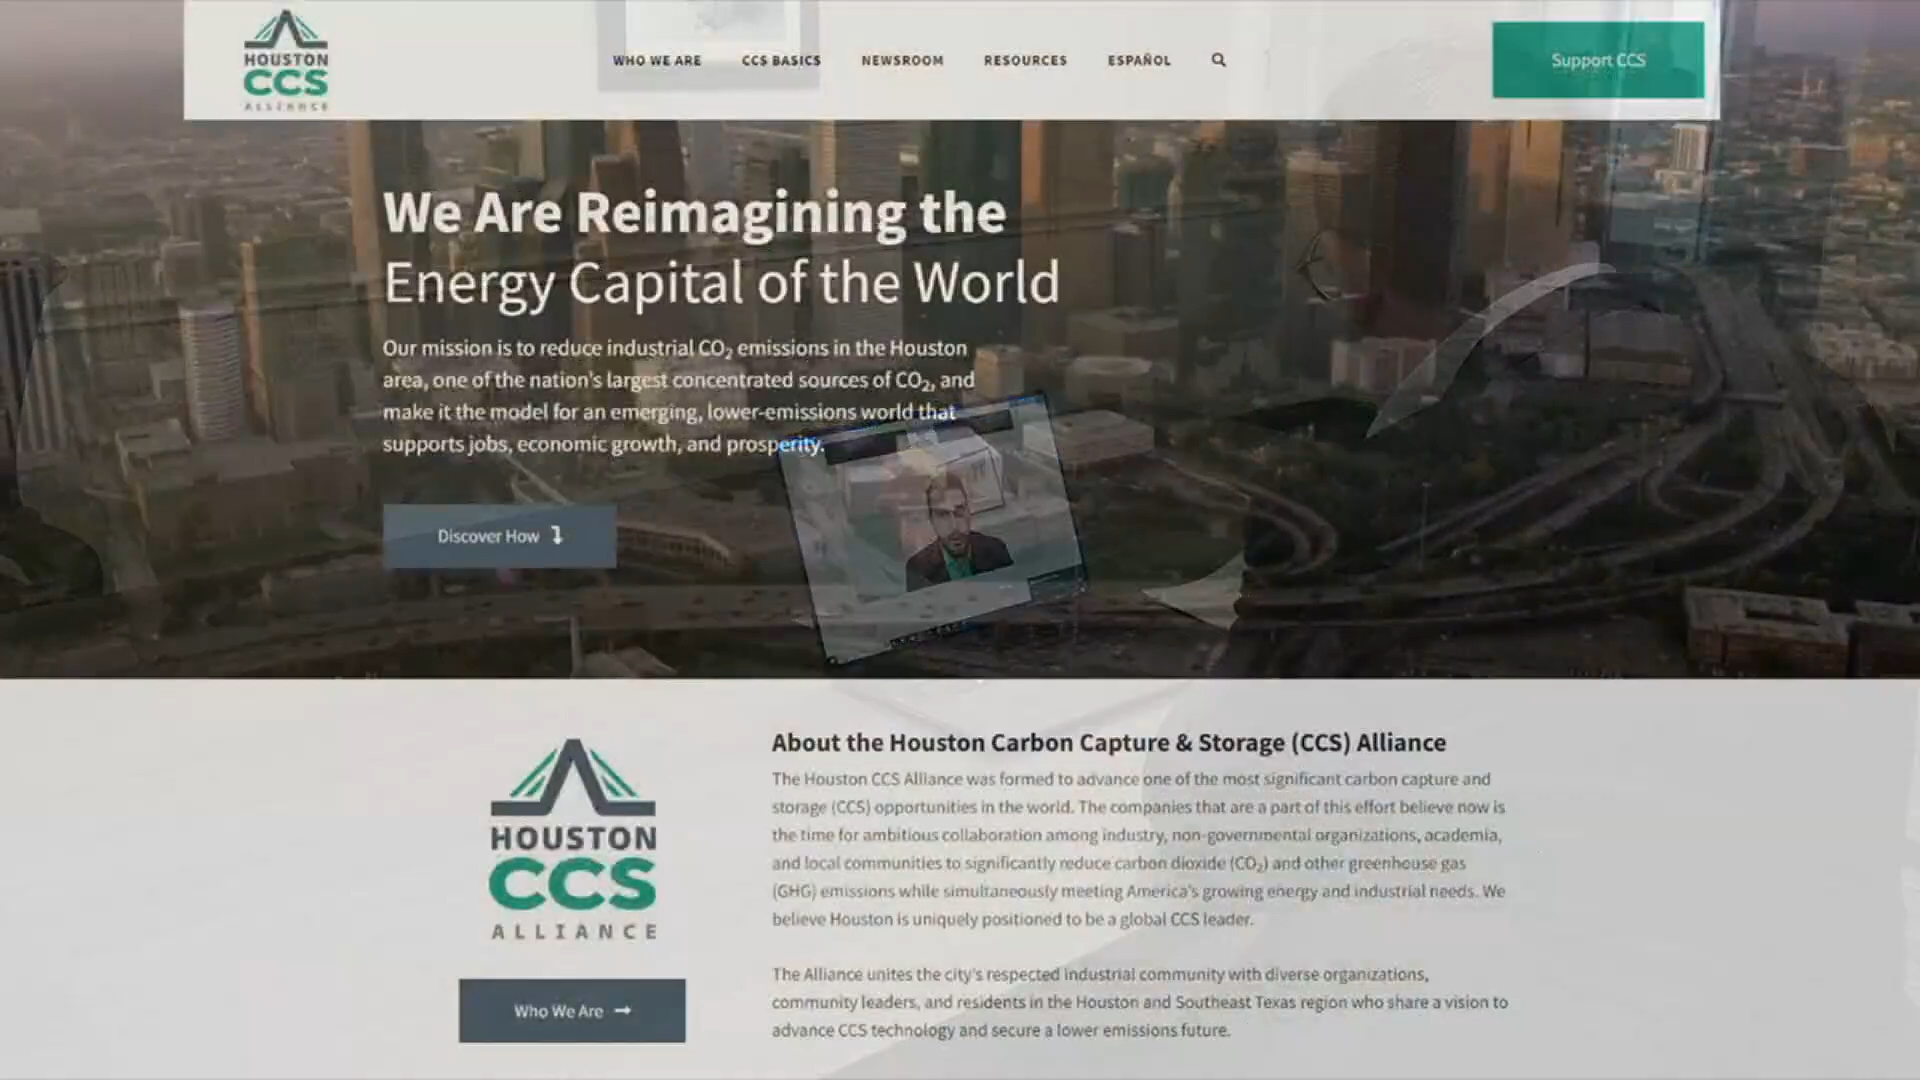 HOUSTON
CCS
ALLIANCE
WHO WE ARE
CCS BASICS
NEWSROOM
RESOURCES
ESPAÑOL
Support CCS
We Are Reimagining the
Energy Capital of the World
Our mission is to reduce industrial CO₂ emissions in the Houston
area, one of the nation's largest concentrated sources of CO₂, and
make it the model for an emerging, lower-emissions world that
supports jobs, economic growth, and prosperity.
Discover How
HOUSTON
CCS
ALLIANCE
Who We Are
About the Houston Carbon Capture & Storage (CCS) Alliance
The Houston CCS Alliance was formed to advance one of the most significant carbon capture and
storage (CCS) opportunities in the world. The companies that are a part of this effort believe now is
the time for ambitious collaboration among industry, non-governmental organizations, academia,
and local communities to significantly reduce carbon dioxide (CO₂) and other greenhouse gas
(GHG) emissions while simultaneously meeting America's growing energy and industrial needs. We
believe Houston is uniquely positioned to be a global CCS leader.
The Alliance unites the city's respected industrial community with diverse organizations,
community leaders, and residents in the Houston and Southeast Texas region who share a vision to
advance CCS technology and secure a lower emissions future.